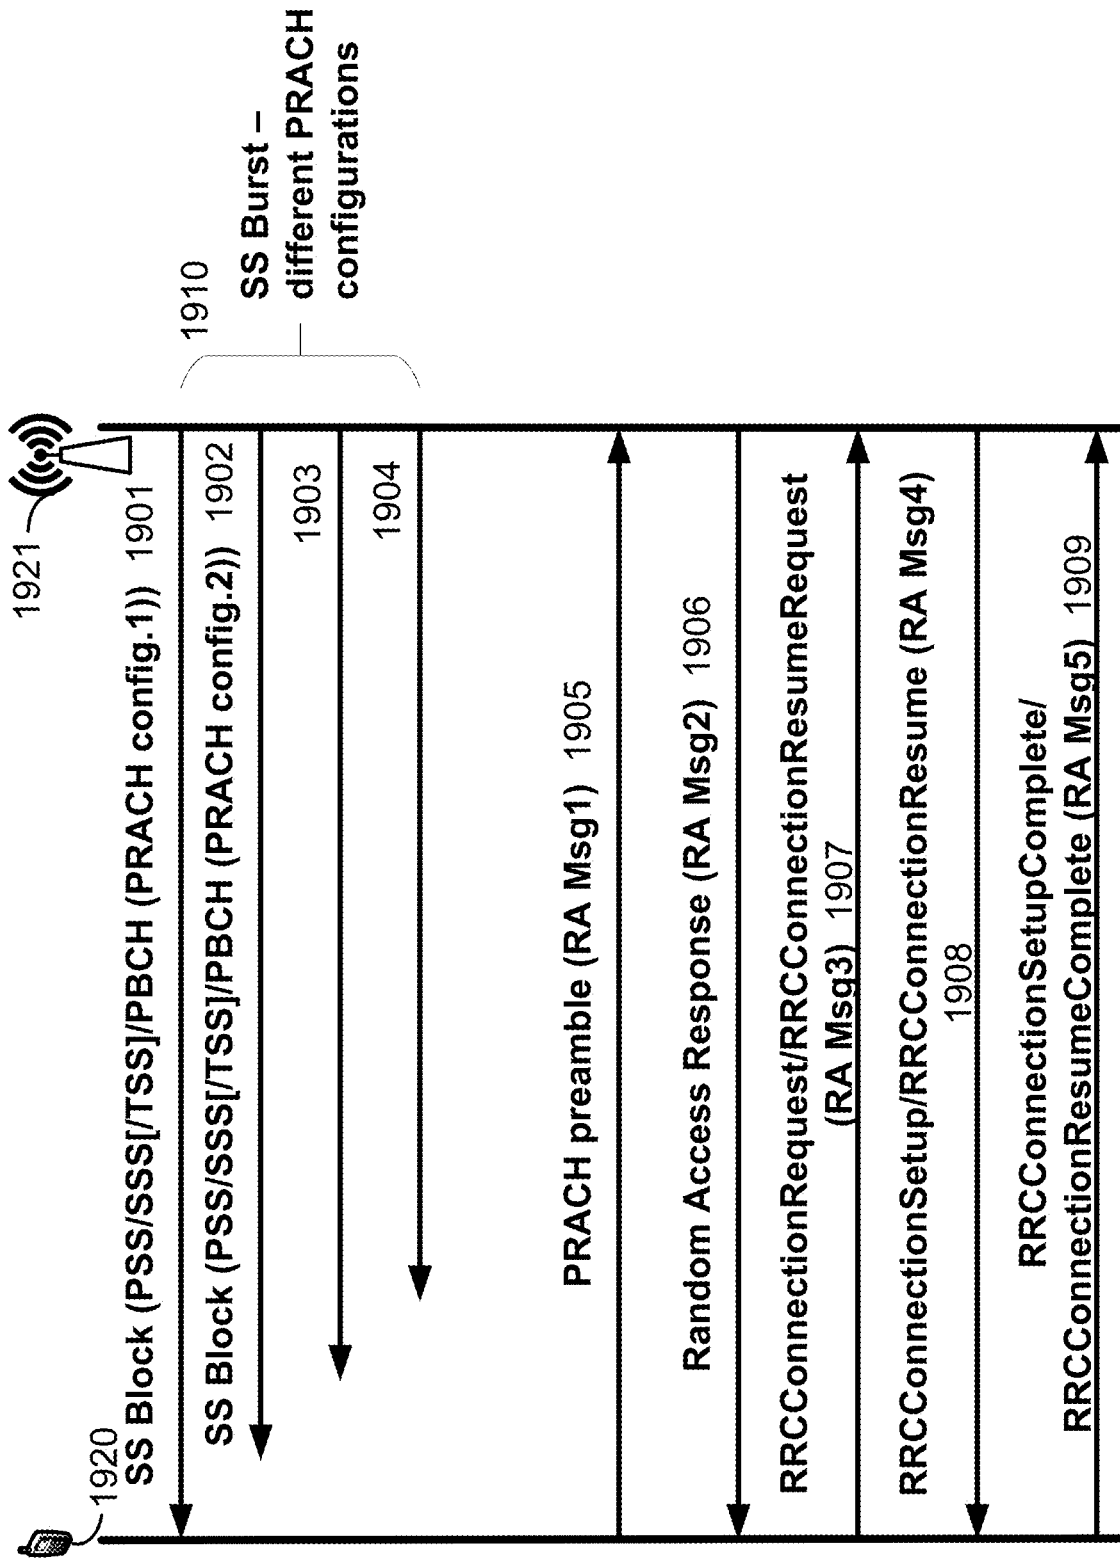 1920
1921
SS Block (PSS/SSS[/TSS]/PBCH (PRACH config.1)) 1901
1910
SS Block (PSS/SSS[/TSS]/PBCH (PRACH config.2)) 1902
SS Burst –
different PRACH
configurations
1903
1904
PRACH preamble (RA Msg1) 1905
Random Access Response (RA Msg2) 1906
RRCConnectionRequest/RRCConnectionResumeRequest
(RA Msg3) 1907
RRCConnectionSetup/RRCConnectionResume (RA Msg4)
1908
RRCConnectionSetupComplete/
RRCConnectionResumeComplete (RA Msg5) 1909